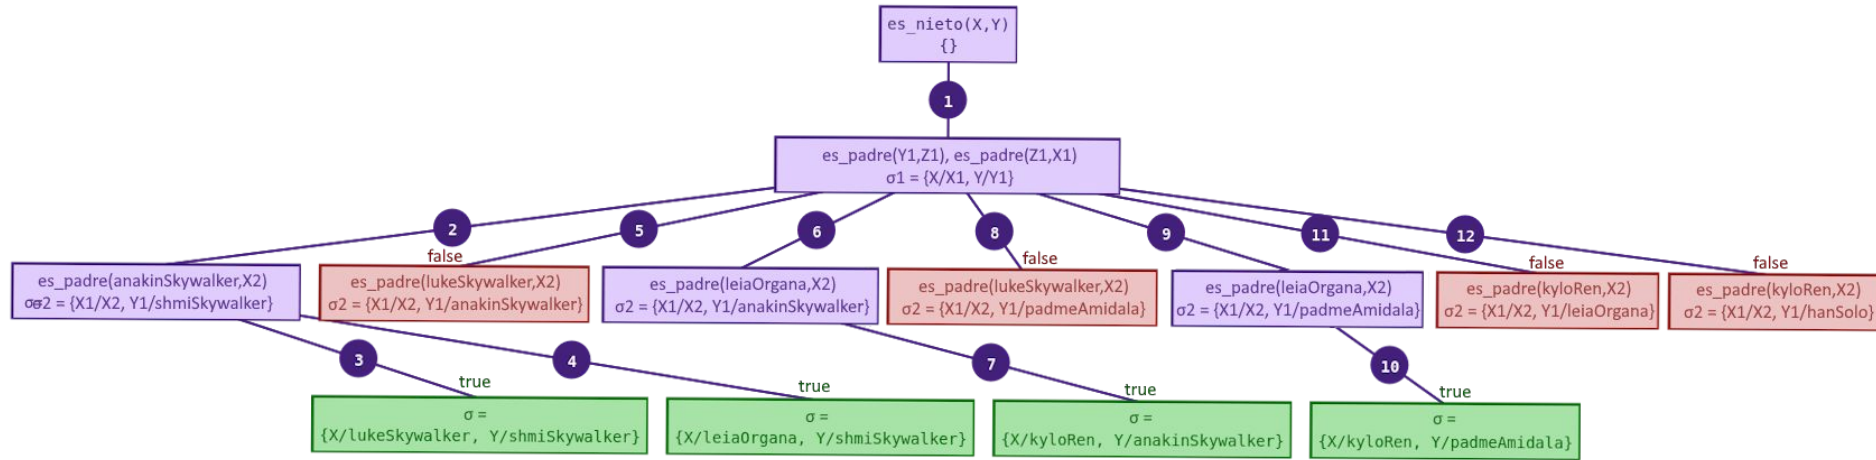 es_nieto(X,Y)
{}
1
es_padre(Y1,Z1), es_padre(Z1,X1)
σ1 = {X/X1, Y/Y1}
2
5
6
8
9
11
12
false
false
false
false
es_padre(anakinSkywalker,X2)
σσ2 = {X1/X2, Y1/shmiSkywalker}
es_padre(lukeSkywalker,X2)
σ2 = {X1/X2, Y1/anakinSkywalker}
es_padre(leiaOrgana,X2)
σ2 = {X1/X2, Y1/anakinSkywalker}
es_padre(lukeSkywalker,X2)
σ2 = {X1/X2, Y1/padmeAmidala}
es_padre(leiaOrgana,X2)
σ2 = {X1/X2, Y1/padmeAmidala}
es_padre(kyloRen,X2)
σ2 = {X1/X2, Y1/leiaOrgana}
es_padre(kyloRen,X2)
σ2 = {X1/X2, Y1/hanSolo}
3
4
7
10
true
true
true
true
σ =
{X/lukeSkywalker, Y/shmiSkywalker}
σ =
{X/leiaOrgana, Y/shmiSkywalker}
σ =
{X/kyloRen, Y/anakinSkywalker}
σ =
{X/kyloRen, Y/padmeAmidala}